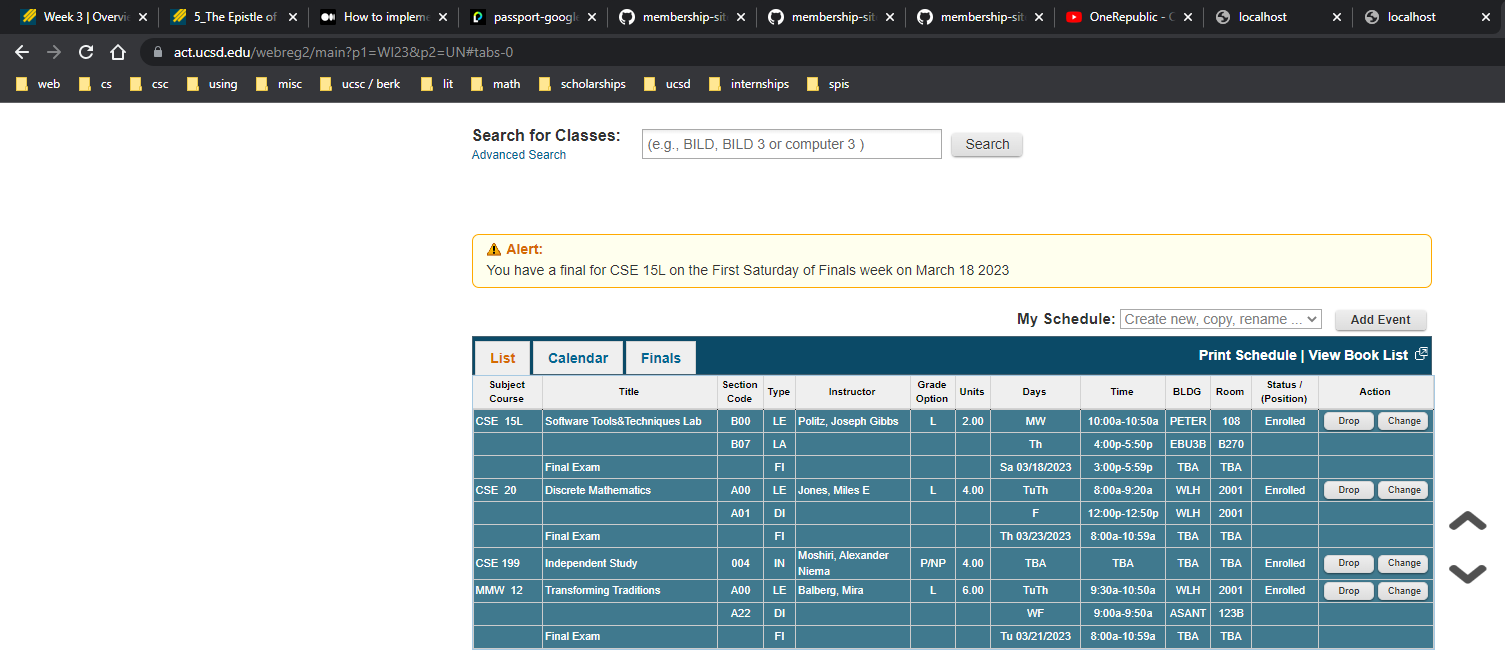 Week 3 | Overvi
5_The Epistle of
How to impleme
passport-google
membership-sit
membership-sit
membership-site
OneRepublic - C
localhost
localhost
act.ucsd.edu/webreg2/main?p1=WI23&p2=UN#tabs-0
web cs csc using misc ucsc / berk lit math scholarships ucsd internships spis
Search for Classes: (e.g., BILD, BILD 3 or computer 3 ) Search
Advanced Search
Alert:
You have a final for CSE 15L on the First Saturday of Finals week on March 18 2023
My Schedule: Create new, copy, rename ... Add Event
List Calendar Finals Print Schedule | View Book List
Subject Course Title Section Code Type Instructor Grade Option Units Days Time BLDG Room Status / (Position) Action
CSE 15L Software Tools&Techniques Lab B00 LE Politz, Joseph Gibbs L 2.00 MW 10:00a-10:50a PETER 108 Enrolled Drop Change
B07 LA Th 4:00p-5:50p EBU3B B270
Final Exam FI Sa 03/18/2023 3:00p-5:59p TBA TBA
CSE 20 Discrete Mathematics A00 LE Jones, Miles E L 4.00 TuTh 8:00a-9:20a WLH 2001 Enrolled Drop Change
A01 DI F 12:00p-12:50p WLH 2001
Final Exam FI Th 03/23/2023 8:00a-10:59a TBA TBA
CSE 199 Independent Study 004 IN Moshiri, Alexander Niema P/NP 4.00 TBA TBA TBA TBA Enrolled Drop Change
MMW 12 Transforming Traditions A00 LE Balberg, Mira L 6.00 TuTh 9:30a-10:50a WLH 2001 Enrolled Drop Change
A22 DI WF 9:00a-9:50a ASANT 123B
Final Exam FI Tu 03/21/2023 8:00a-10:59a TBA TBA